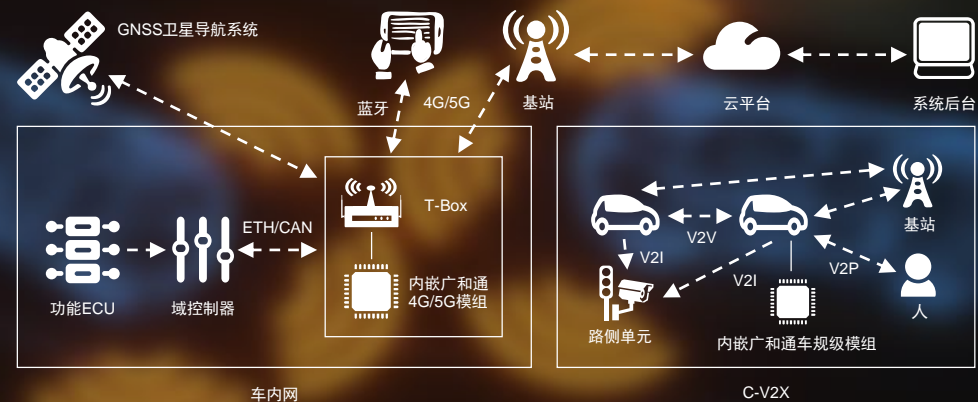 GNSS卫星导航系统
蓝牙
4G/5G
基站
云平台
系统后台
T-Box
ETH/CAN
功能ECU
域控制器
内嵌广和通
4G/5G模组
车内网
基站
V2V
V2I
V2I
V2P
路侧单元
人
内嵌广和通车规级模组
C-V2X